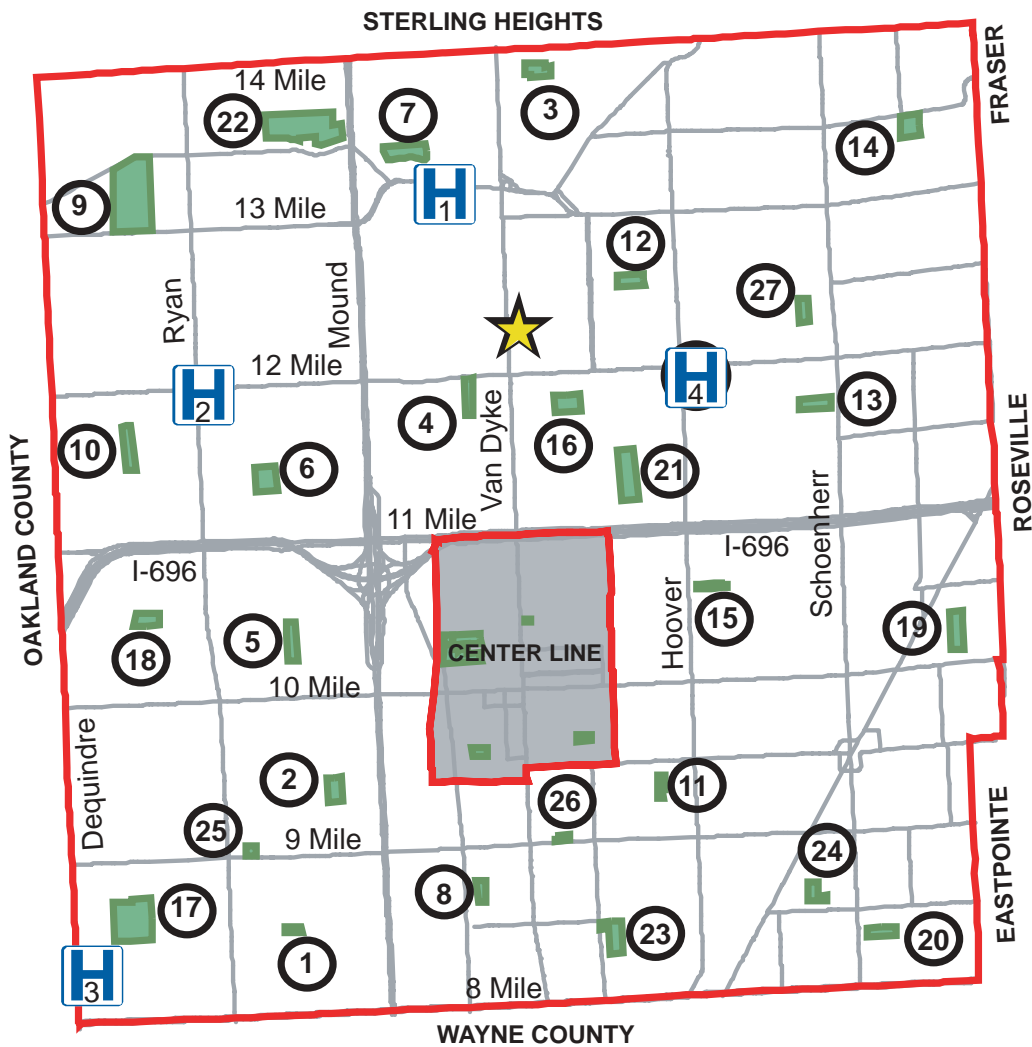 STERLING HEIGHTS
FRASER
14 Mile
22
7
3
14
9
13 Mile
H
1
12
27
Ryan
Mound
12 Mile
H
2
H
4
4
Van Dyke
16
13
10
6
21
OAKLAND COUNTY
ROSEVILLE
11 Mile
I-696
I-696
Schoenherr
Hoover
15
18
5
19
CENTER LINE
10 Mile
Dequindre
2
26
11
25
9 Mile
24
8
17
1
23
20
EASTPOINTE
H
3
8 Mile
WAYNE COUNTY